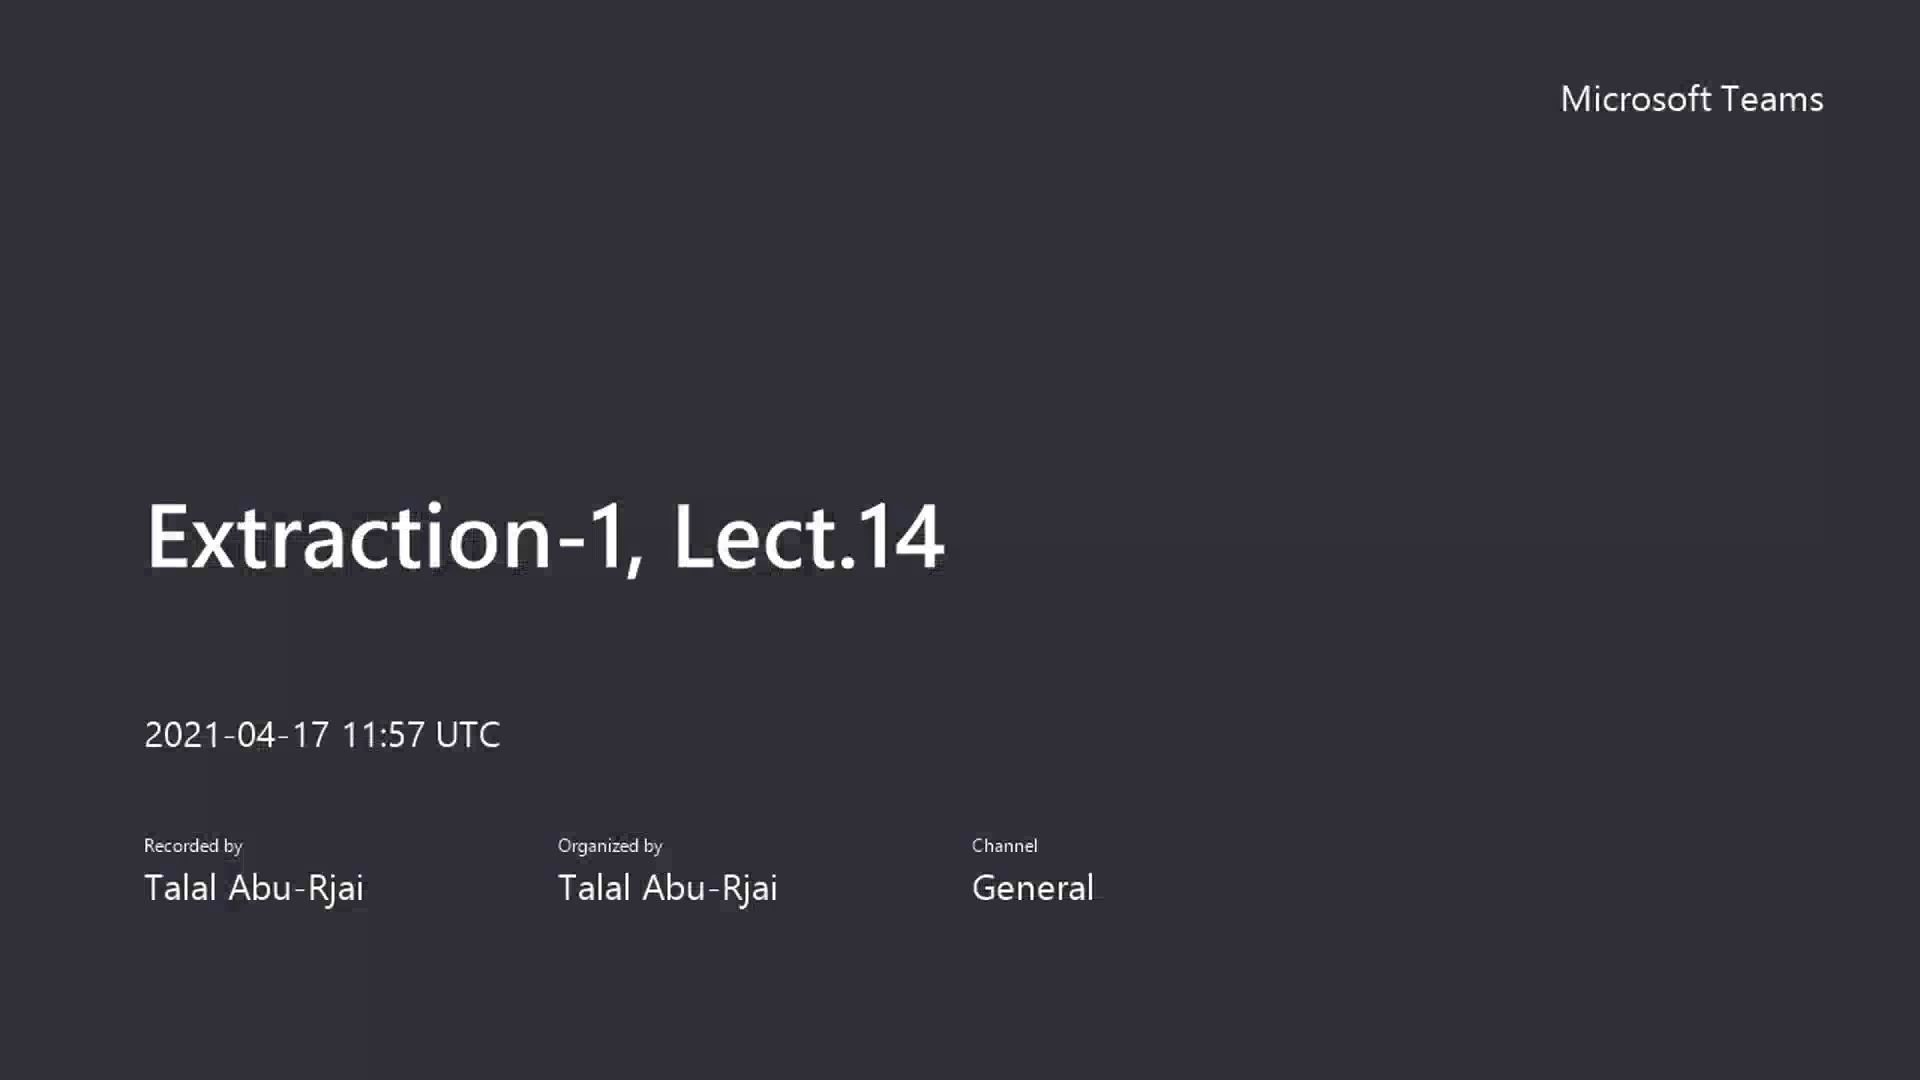 Microsoft Teams
Extraction-1, Lect.14
2021-04-17 11:57 UTC
Recorded by
Talal Abu-Rjai
Organized by
Talal Abu-Rjai
Channel
General